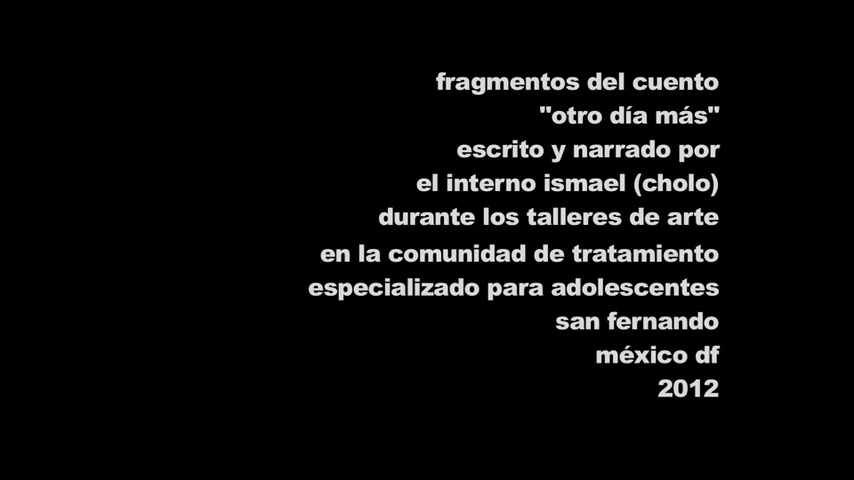 fragmentos del cuento
"otro día más"
escrito y narrado por
el interno ismael (cholo)
durante los talleres de arte
en la comunidad de tratamiento
especializado para adolescentes
san fernando
méxico df
2012